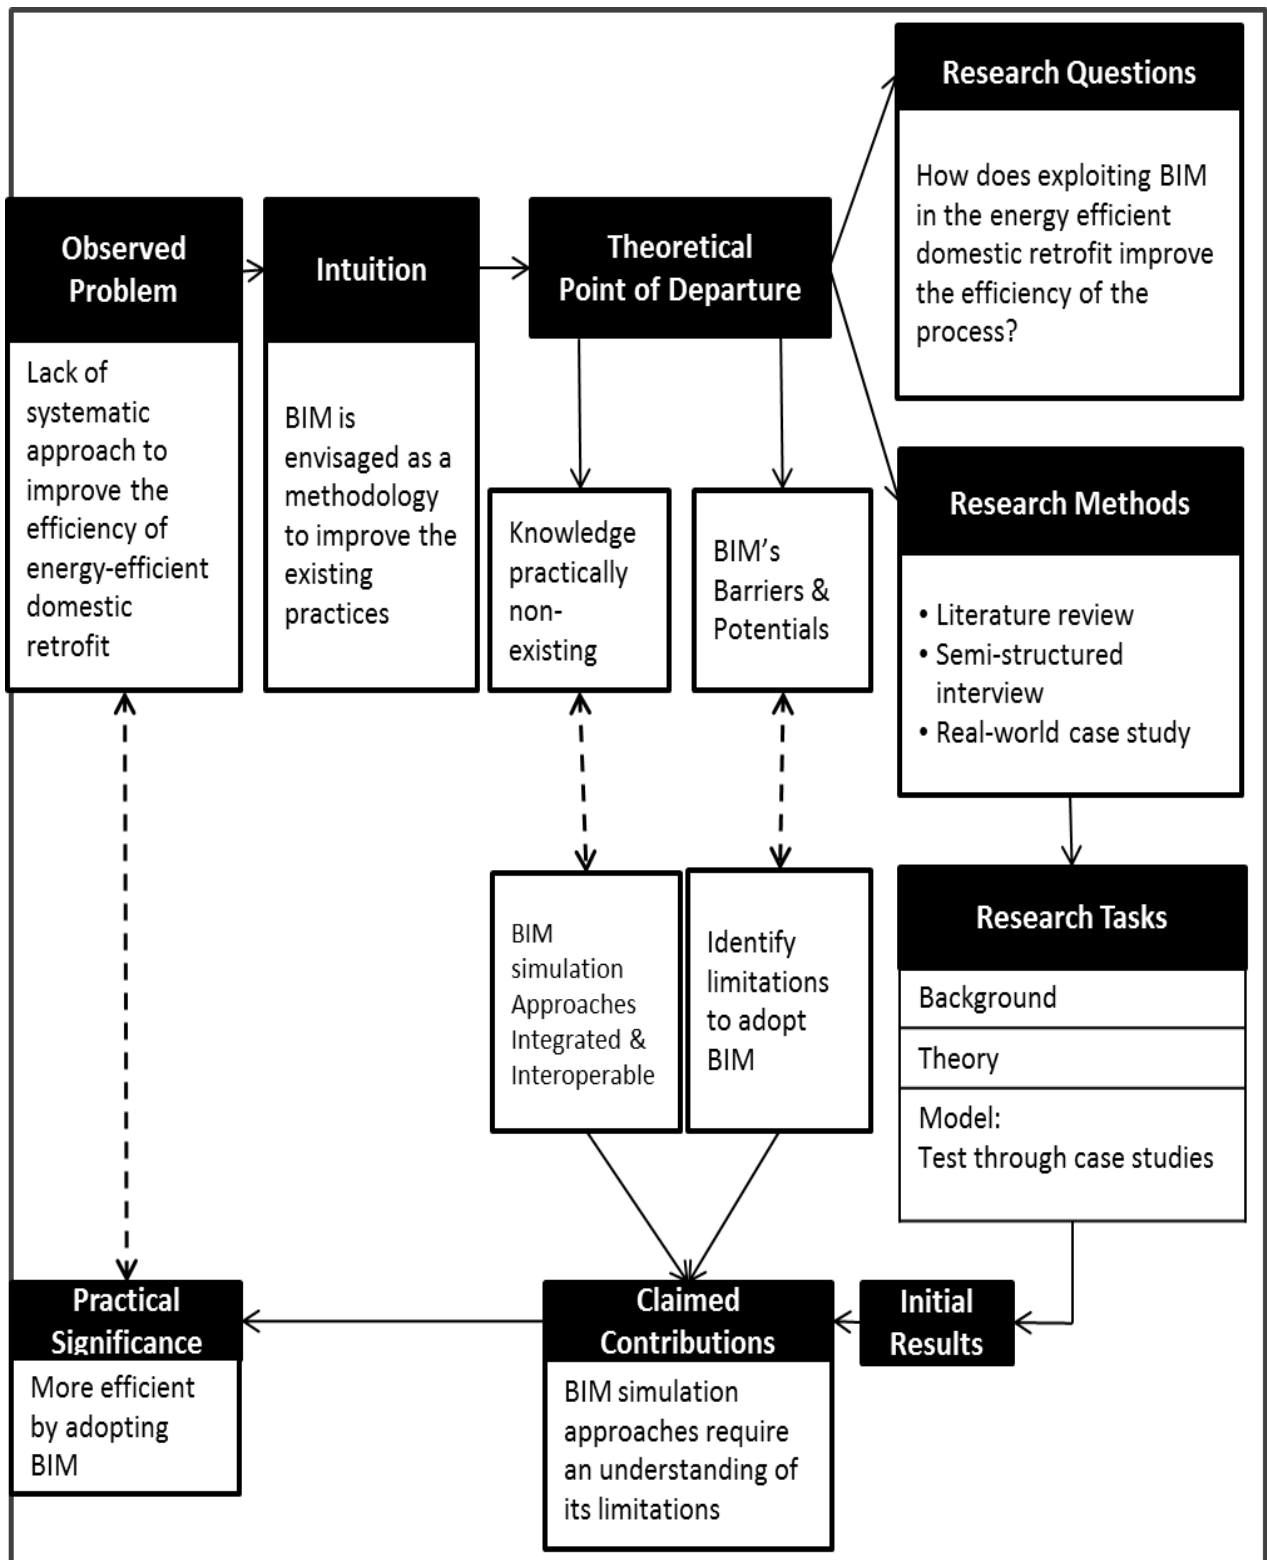 Observed
Problem
Lack of
systematic
approach to
improve the
efficiency of
energy-efficient
domestic
retrofit
Intuition
BIM is
envisaged as a
methodology
to improve the
existing
practices
Theoretical
Point of Departure
Knowledge
practically
non-
existing
BIM’s
Barriers &
Potentials
Research Questions
How does exploiting BIM
in the energy efficient
domestic retrofit improve
the efficiency of the
process?
Research Methods
• Literature review
• Semi-structured
interview
• Real-world case study
BIM
simulation
Approaches
Integrated &
Interoperable
Identify
limitations
to adopt
BIM
Research Tasks
Background
Theory
Model:
Test through case studies
Initial
Results
Claimed
Contributions
BIM simulation
approaches require
an understanding of
its limitations
Practical
Significance
More efficient
by adopting
BIM